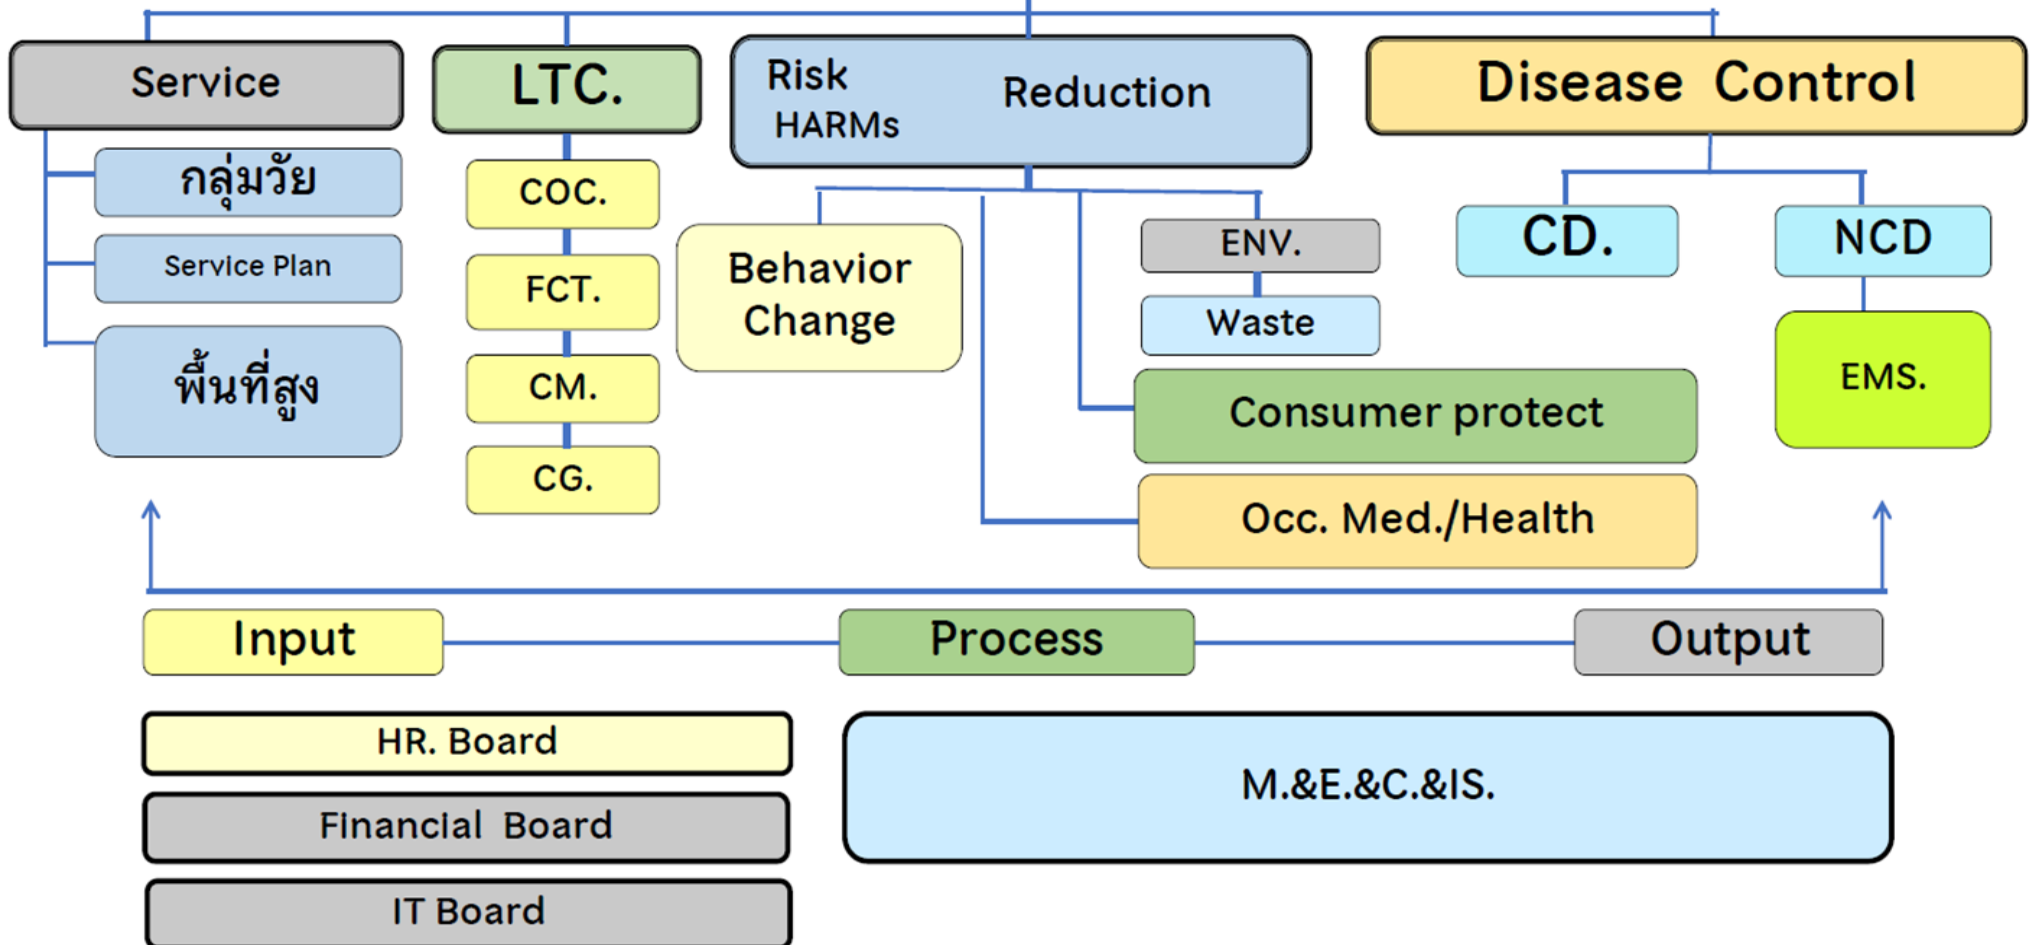 Service
LTC.
Risk Reduction
HARMs
Disease Control
กลุ่มวัย
Service Plan
พื้นที่สูง
COC.
FCT.
CM.
CG.
Behavior
Change
ENV.
Waste
Consumer protect
Occ. Med./Health
CD.
NCD
EMS.
Input
Process
Output
HR. Board
Financial Board
IT Board
M.&E.&C.&IS.